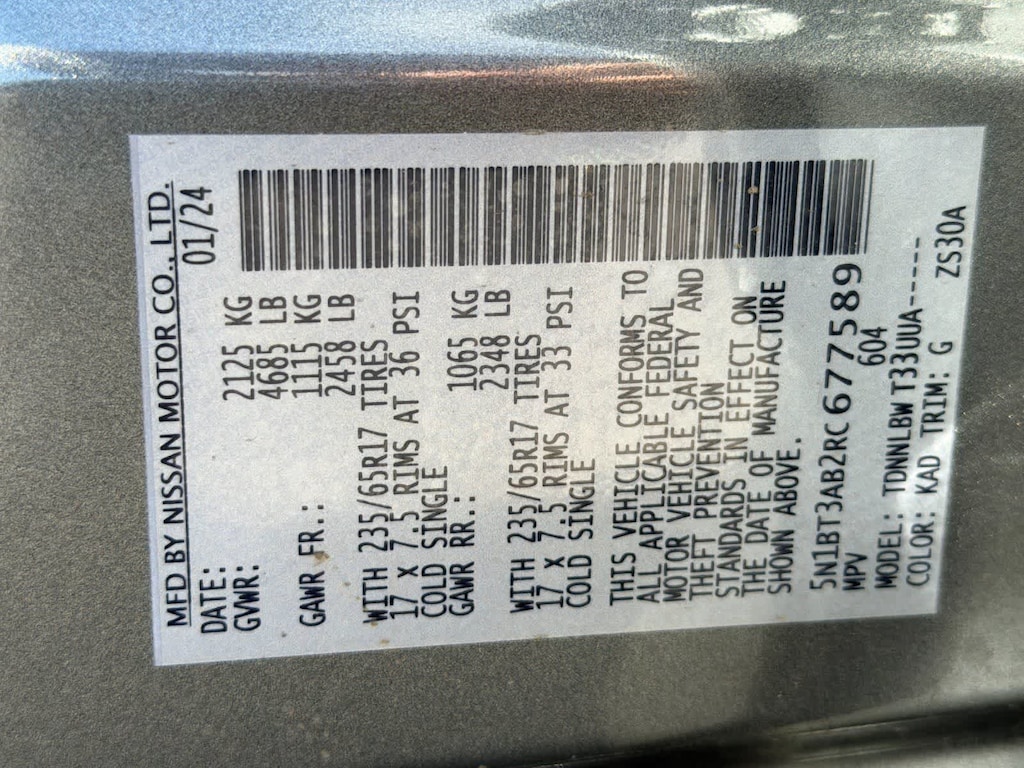 MFD BY NISSAN MOTOR CO., LTD.
DATE: 01/24
GVWR: 2125 KG
4685 LB
GAWR FR.: 1115 KG
2458 LB
WITH 235/65R17 TIRES
17 X 7.5 RIMS AT 36 PSI
COLD SINGLE
GAWR RR.: 1065 KG
2348 LB
WITH 235/65R17 TIRES
17 X 7.5 RIMS AT 33 PSI
COLD SINGLE
THIS VEHICLE CONFORMS TO
ALL APPLICABLE FEDERAL
MOTOR VEHICLE SAFETY AND
THEFT PREVENTION
STANDARDS IN EFFECT ON
THE DATE OF MANUFACTURE
SHOWN ABOVE.
5N1BT3AB2RC677589
MPV 604
MODEL: TDNNLBW T33UUA-----
COLOR: KAD TRIM: G ZS30A